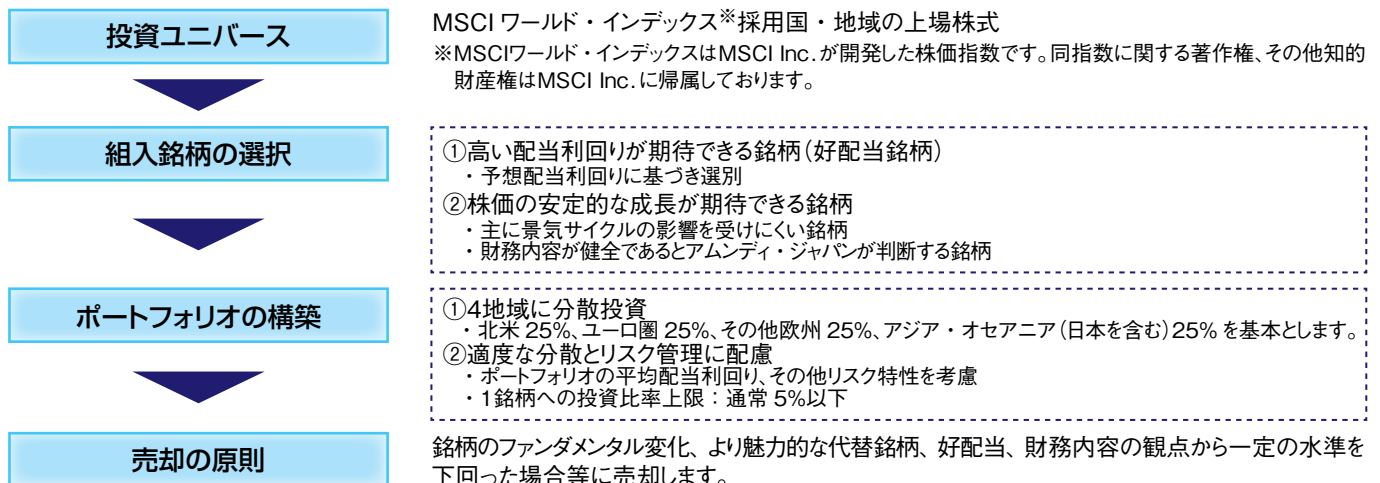 投資ユニバース
MSCI ワールド・インデックス※採用国・地域の上場株式
※MSCIワールド・インデックスはMSCI Inc.が開発した株価指数です。同指数に関する著作権、その他知的
財産権はMSCI Inc.に帰属しております。
組入銘柄の選択
①高い配当利回りが期待できる銘柄(好配当銘柄)
・予想配当利回りに基づき選別
②株価の安定的な成長が期待できる銘柄
・主に景気サイクルの影響を受けにくい銘柄
・財務内容が健全であるとアムンディ・ジャパンが判断する銘柄
ポートフォリオの構築
①4地域に分散投資
・北米 25%、ユーロ圏 25%、その他欧州 25%、アジア・オセアニア(日本を含む)25% を基本とします。
②適度な分散とリスク管理に配慮
・ポートフォリオの平均配当利回り、その他リスク特性を考慮
・1銘柄への投資比率上限:通常 5%以下
売却の原則
銘柄のファンダメンタル変化、より魅力的な代替銘柄、好配当、財務内容の観点から一定の水準を
下回った場合等に売却します。